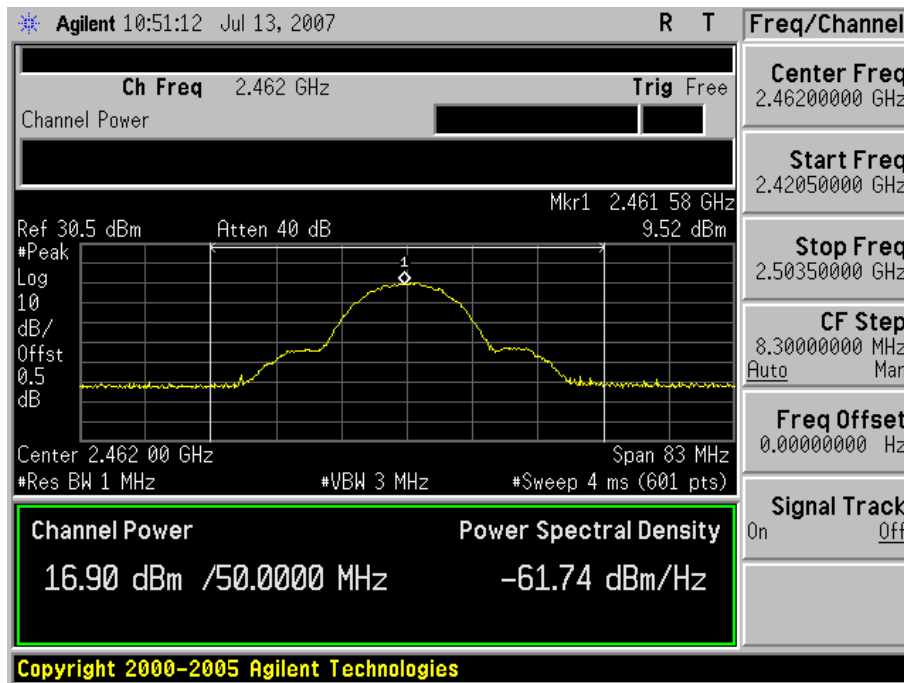 Agilent 10:51:12 Jul 13, 2007 R T
Ch Freq 2.462 GHz Trig Free
Channel Power
Mkr1 2.461 58 GHz
Ref 30.5 dBm Atten 40 dB 9.52 dBm
#Peak
Log
10
dB/
Offst
0.5
dB
1
Center 2.462 00 GHz Span 83 MHz
#Res BW 1 MHz #VBW 3 MHz #Sweep 4 ms (601 pts)
Channel Power Power Spectral Density
16.90 dBm /50.0000 MHz -61.74 dBm/Hz
Copyright 2000-2005 Agilent Technologies
Freq/Channel
Center Freq
2.46200000 GHz
Start Freq
2.42050000 GHz
Stop Freq
2.50350000 GHz
CF Step
8.30000000 MHz
Auto Man
Freq Offset
0.00000000 Hz
Signal Track
On Off